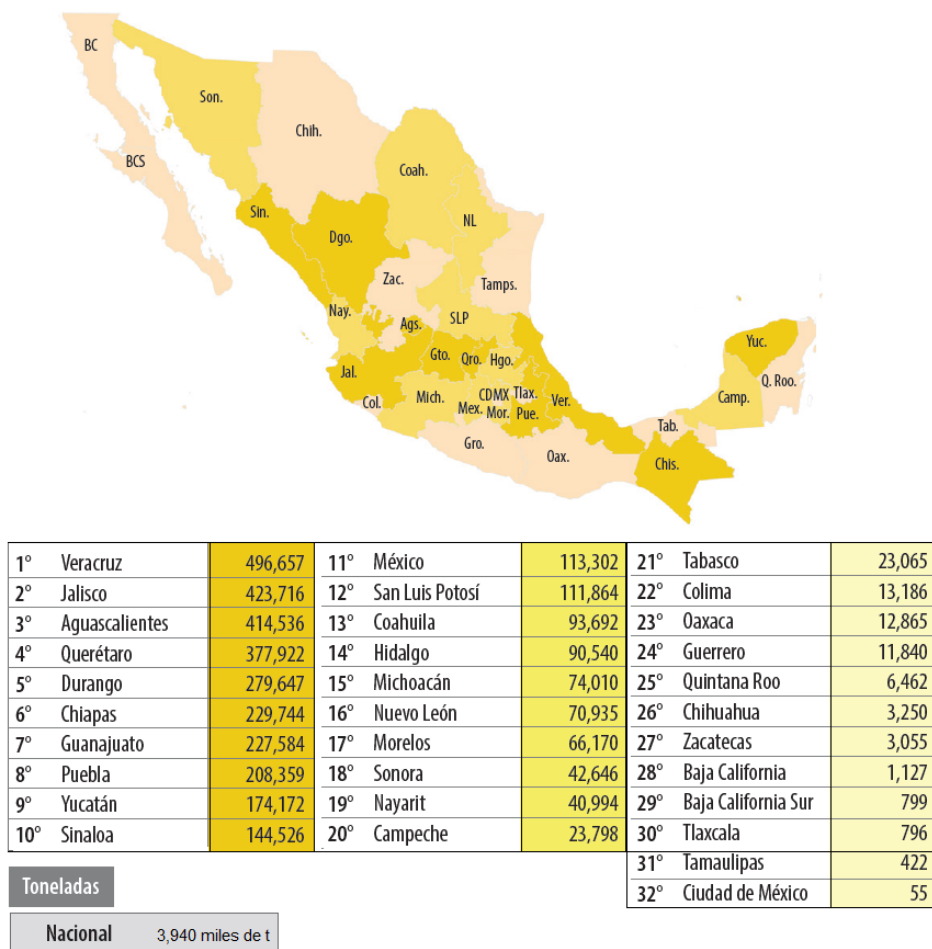 BC
Son.
Chih.
BCS
Coah.
Sin.
NL
Dgo.
Zac.
Tamps.
Nay.
Ags.
SLP
Yuc.
Gto.
Qro.
Hgo.
Jal.
Q. Roo.
Col.
Mich.
CDMX
Tlax.
Ver.
Camp.
Mex.
Mor.
Pue.
Tab.
Gro.
Oax.
Chis.
1° Veracruz 496,657 11° México 113,302 21° Tabasco 23,065
2° Jalisco 423,716 12° San Luis Potosí 111,864 22° Colima 13,186
3° Aguascalientes 414,536 13° Coahuila 93,692 23° Oaxaca 12,865
4° Querétaro 377,922 14° Hidalgo 90,540 24° Guerrero 11,840
5° Durango 279,647 15° Michoacán 74,010 25° Quintana Roo 6,462
6° Chiapas 229,744 16° Nuevo León 70,935 26° Chihuahua 3,250
7° Guanajuato 227,584 17° Morelos 66,170 27° Zacatecas 3,055
8° Puebla 208,359 18° Sonora 42,646 28° Baja California 1,127
9° Yucatán 174,172 19° Nayarit 40,994 29° Baja California Sur 799
10° Sinaloa 144,526 20° Campeche 23,798 30° Tlaxcala 796
31° Tamaulipas 422
32° Ciudad de México 55
Toneladas
Nacional 3,940 miles de t